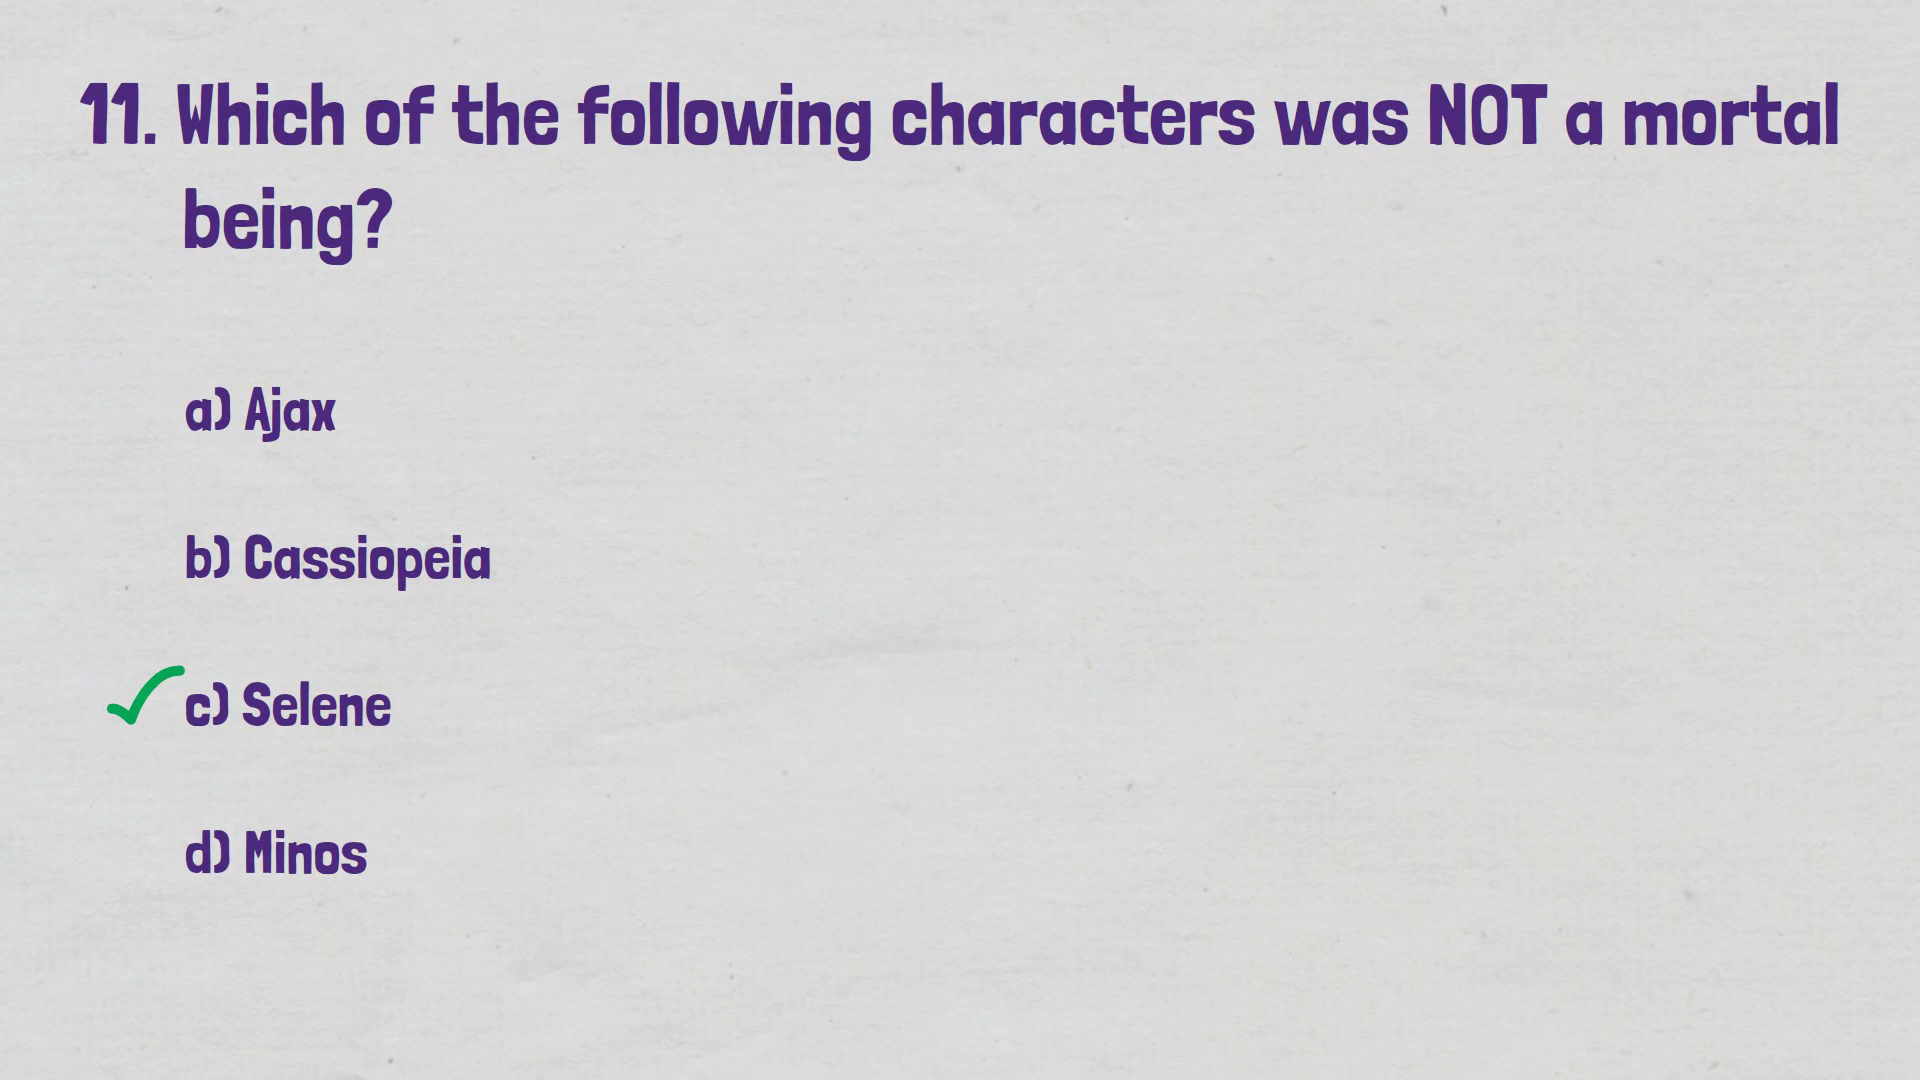 11. Which of the following characters was NOT a mortal
being?
a) Ajax
b) Cassiopeia
c) Selene
d) Minos